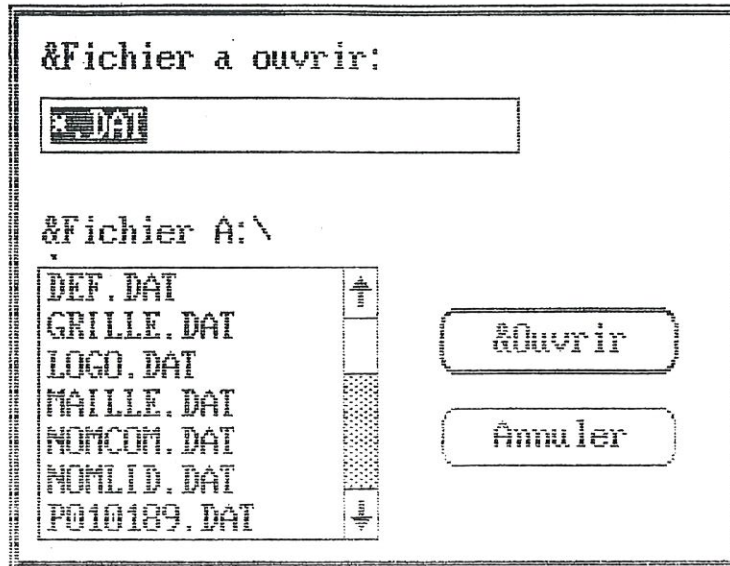 &Fichier a ouvrir:
*.DAT
&Fichier A:\
DEF.DAT
GRILLE.DAT
LOGO.DAT
MAILLE.DAT
NOMCOM.DAT
NOMLID.DAT
P010189.DAT
&Ouvrir
Annuler